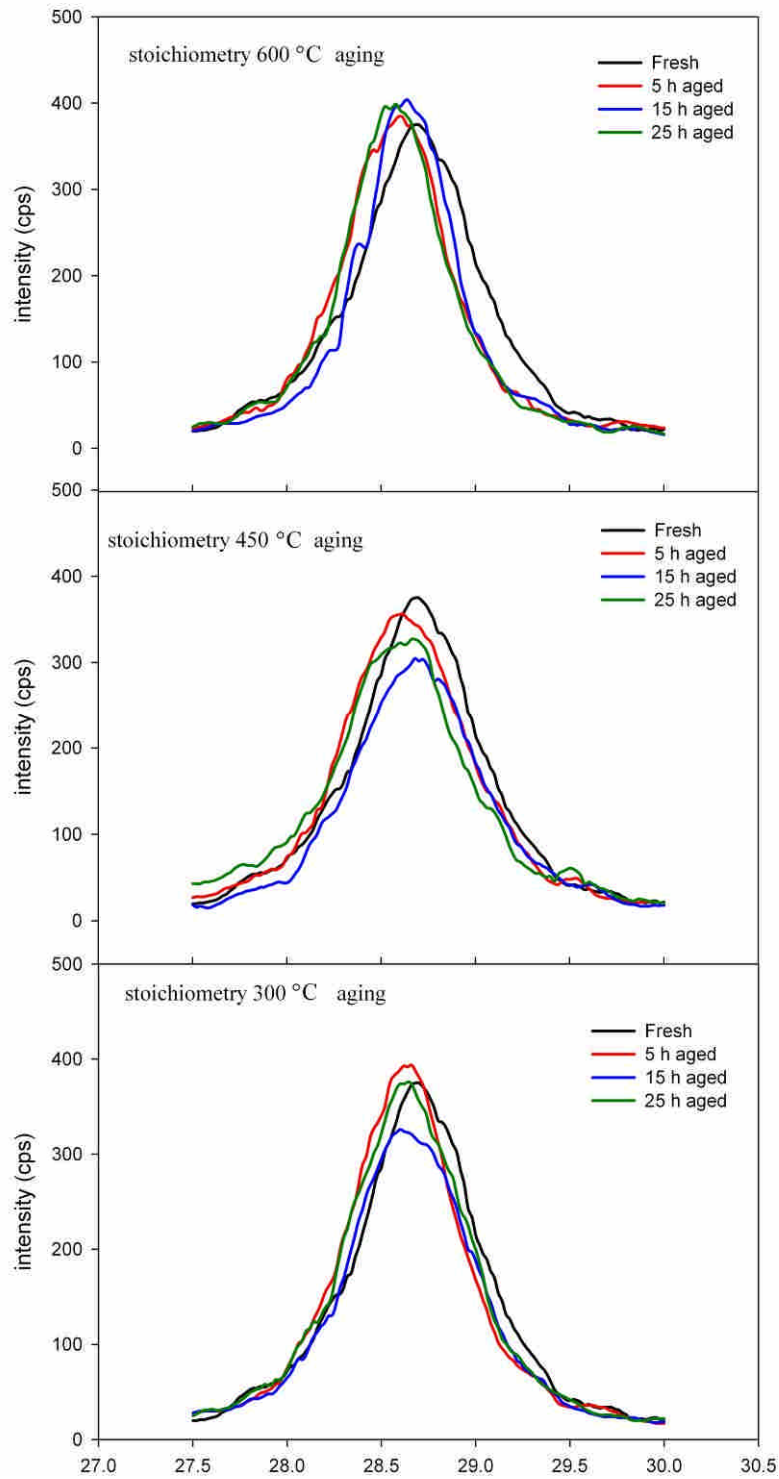 500
stoichiometry 600 °C aging
Fresh
5 h aged
15 h aged
25 h aged
400
300
200
100
0
intensity (cps)
500
stoichiometry 450 °C aging
Fresh
5 h aged
15 h aged
25 h aged
400
300
200
100
0
intensity (cps)
500
stoichiometry 300 °C aging
Fresh
5 h aged
15 h aged
25 h aged
400
300
200
100
0
intensity (cps)
27.0 27.5 28.0 28.5 29.0 29.5 30.0 30.5